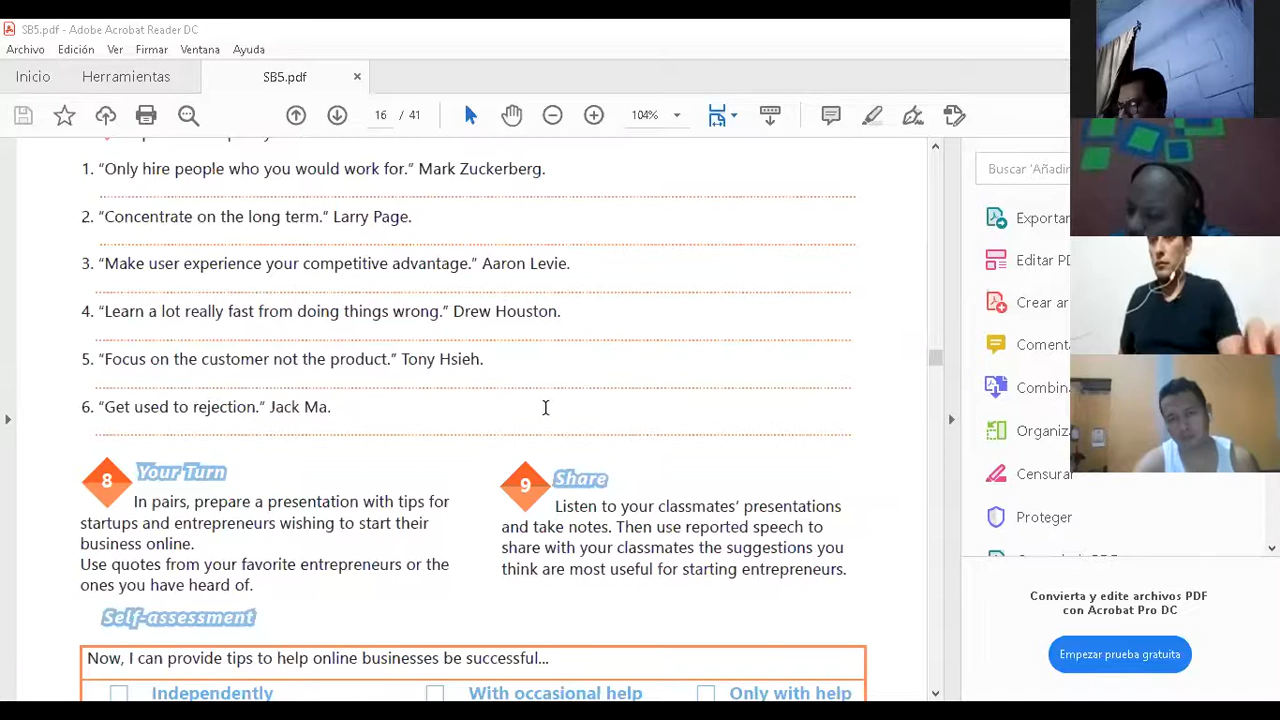 SB5.pdf - Adobe Acrobat Reader DC
Archivo Edición Ver Firmar Ventana Ayuda
Inicio Herramientas SB5.pdf ×
16 / 41 104%
1. “Only hire people who you would work for.” Mark Zuckerberg.
2. “Concentrate on the long term.” Larry Page.
3. “Make user experience your competitive advantage.” Aaron Levie.
4. “Learn a lot really fast from doing things wrong.” Drew Houston.
5. “Focus on the customer not the product.” Tony Hsieh.
6. “Get used to rejection.” Jack Ma.
8 Your Turn
In pairs, prepare a presentation with tips for
startups and entrepreneurs wishing to start their
business online.
Use quotes from your favorite entrepreneurs or the
ones you have heard of.
9 Share
Listen to your classmates’ presentations
and take notes. Then use reported speech to
share with your classmates the suggestions you
think are most useful for starting entrepreneurs.
Self-assessment
Now, I can provide tips to help online businesses be successful...
Independently With occasional help Only with help
Buscar 'Añadi
Exportar
Editar PD
Crear ar
Coment
Combin
Organiz
Censurar
Proteger
Convierta y edite archivos PDF
con Acrobat Pro DC
Empezar prueba gratuita